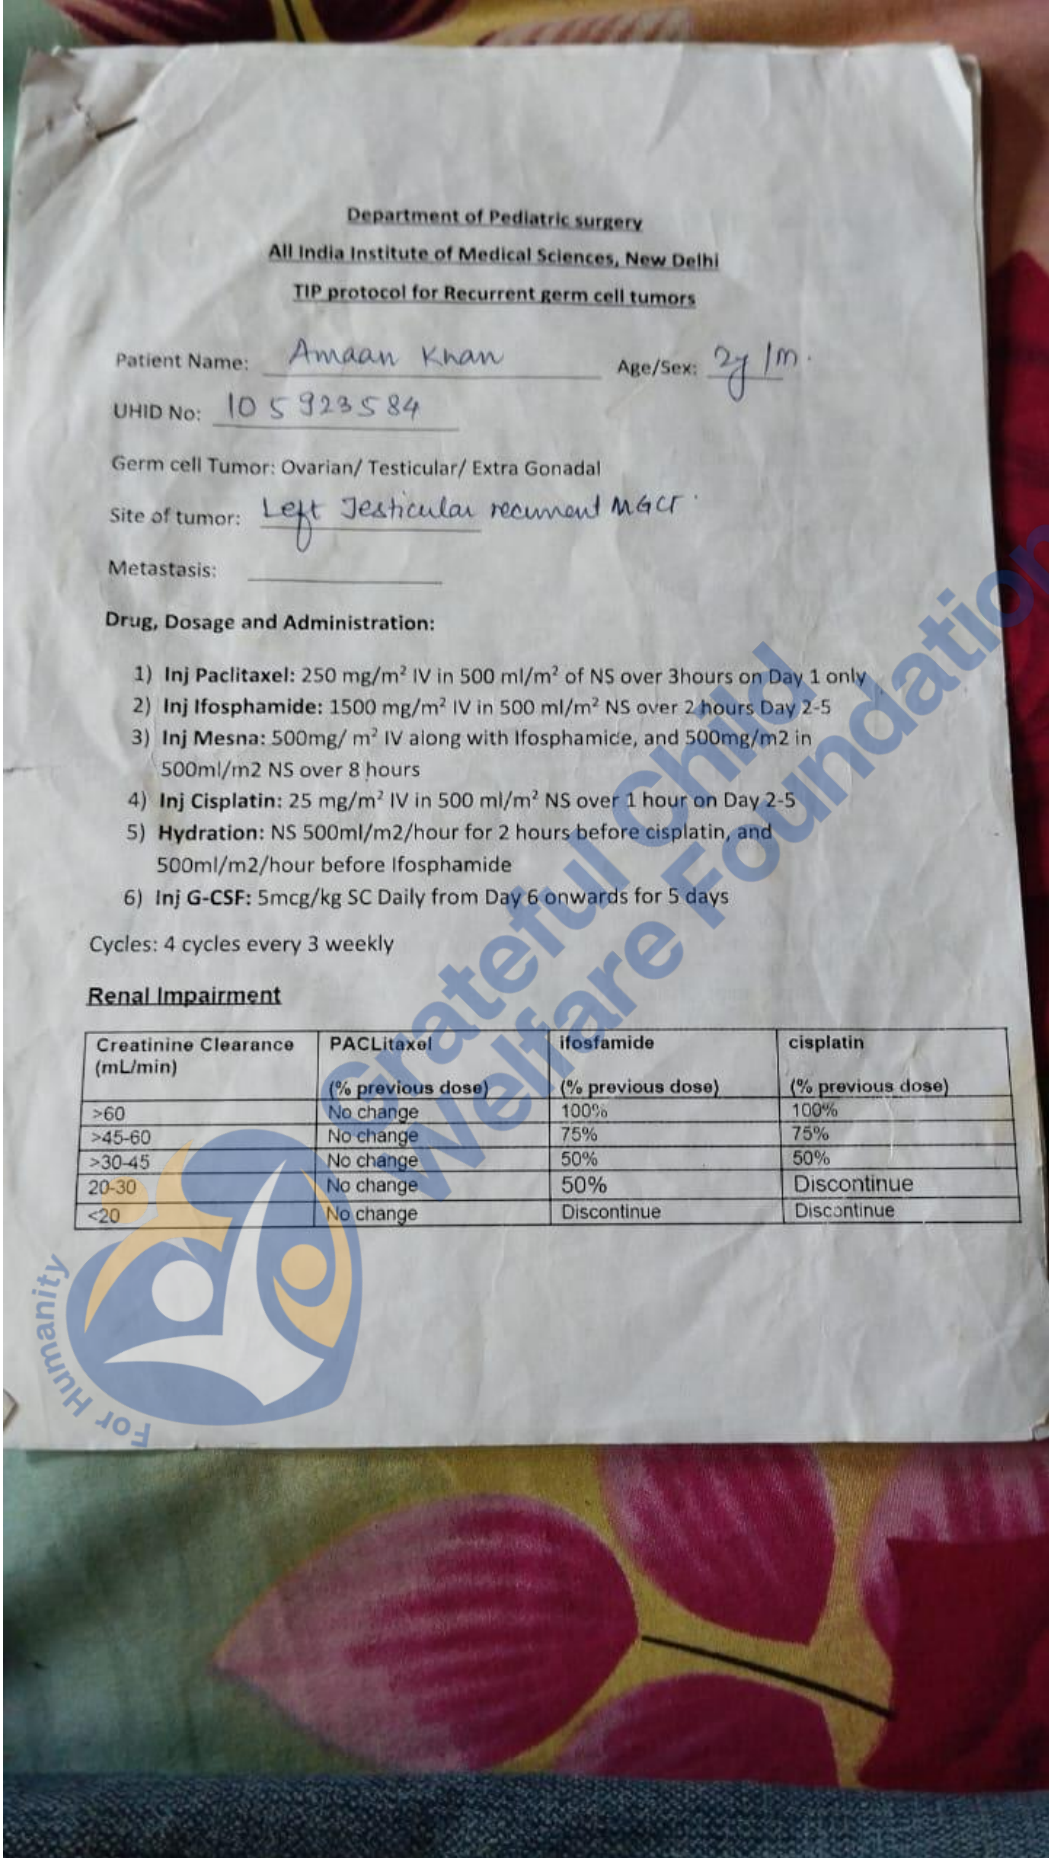 Department of Pediatric surgery
All India Institute of Medical Sciences, New Delhi
TIP protocol for Recurrent germ cell tumors
Patient Name: Amaan Khan Age/Sex: 2y/m.
UHID No: 105923584
Germ cell Tumor: Ovarian/ Testicular/ Extra Gonadal
Site of tumor: Left Testicular recurrent MGCT
Metastasis:
Drug, Dosage and Administration:
1) Inj Paclitaxel: 250 mg/m² IV in 500 ml/m² of NS over 3hours on Day 1 only
2) Inj Ifosphamide: 1500 mg/m² IV in 500 ml/m² NS over 2 hours Day 2-5
3) Inj Mesna: 500mg/ m² IV along with Ifosphamide, and 500mg/m2 in
500ml/m2 NS over 8 hours
4) Inj Cisplatin: 25 mg/m² IV in 500 ml/m² NS over 1 hour on Day 2-5
5) Hydration: NS 500ml/m2/hour for 2 hours before cisplatin, and
500ml/m2/hour before Ifosphamide
6) Inj G-CSF: 5mcg/kg SC Daily from Day 6 onwards for 5 days
Cycles: 4 cycles every 3 weekly
Renal Impairment
Creatinine Clearance (mL/min) PACLitaxel (% previous dose) ifosfamide (% previous dose) cisplatin (% previous dose)
>60 No change 100% 100%
>45-60 No change 75% 75%
>30-45 No change 50% 50%
20-30 No change 50% Discontinue
<20 No change Discontinue Discontinue
Grateful Child
Welfare Foundation
For Humanity